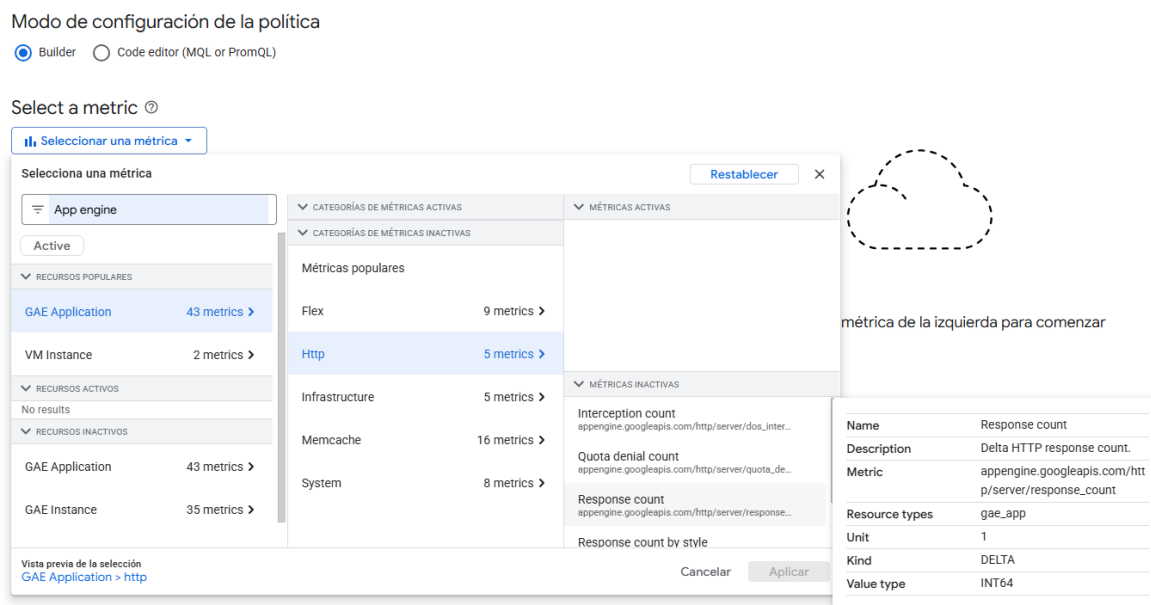 Modo de configuración de la política
Builder
Code editor (MQL or PromQL)
Select a metric
Seleccionar una métrica
Selecciona una métrica
Restablecer
App engine
Active
RECURSOS POPULARES
GAE Application 43 metrics
VM Instance 2 metrics
RECURSOS ACTIVOS
No results
RECURSOS INACTIVOS
GAE Application 43 metrics
GAE Instance 35 metrics
CATEGORÍAS DE MÉTRICAS ACTIVAS
CATEGORÍAS DE MÉTRICAS INACTIVAS
Métricas populares
Flex 9 metrics
Http 5 metrics
Infrastructure 5 metrics
Memcache 16 metrics
System 8 metrics
MÉTRICAS ACTIVAS
MÉTRICAS INACTIVAS
Interception count
appengine.googleapis.com/http/server/dos_inter...
Quota denial count
appengine.googleapis.com/http/server/quota_de...
Response count
appengine.googleapis.com/http/server/response...
Response count by style
Vista previa de la selección
GAE Application > http
Cancelar
Aplicar
métrica de la izquierda para comenzar
Name Response count
Description Delta HTTP response count.
Metric appengine.googleapis.com/htt
p/server/response_count
Resource types gae_app
Unit 1
Kind DELTA
Value type INT64